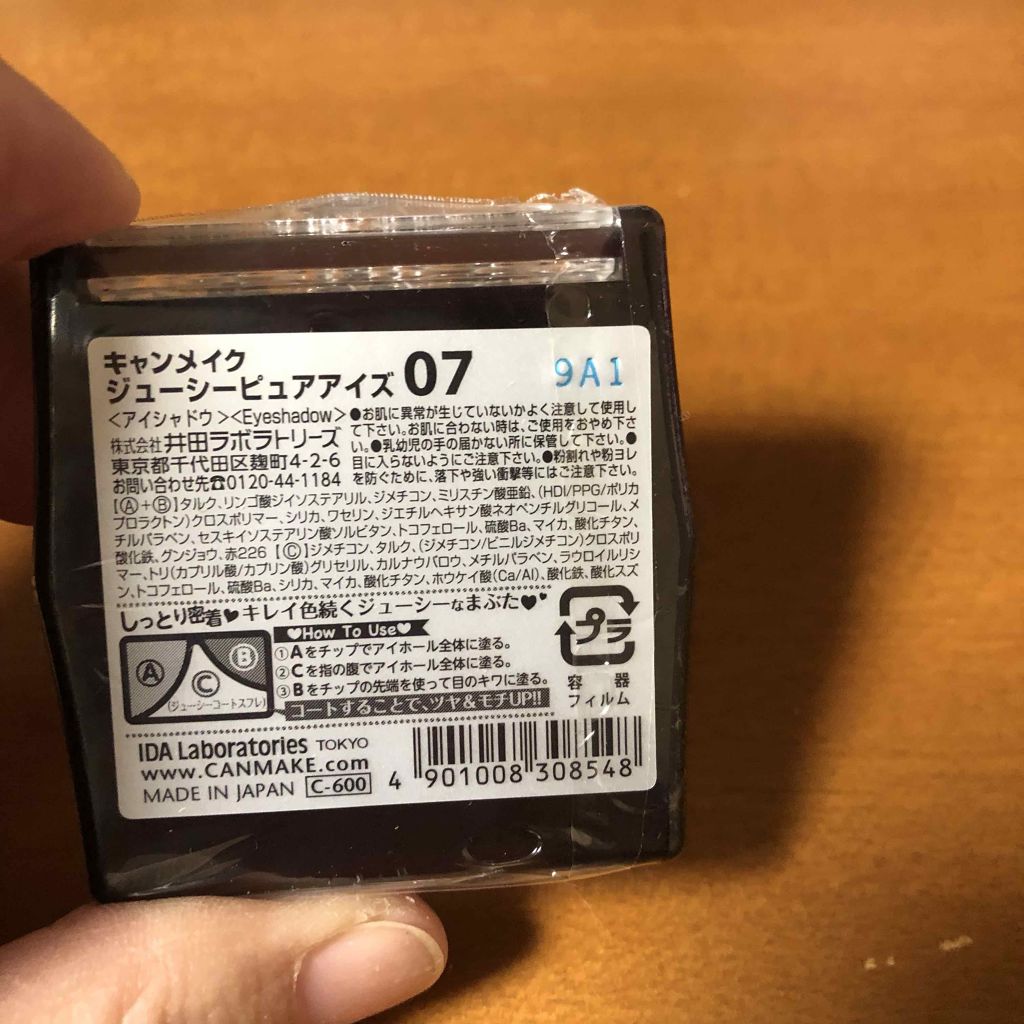 キャンメイク
ジューシーピュアアイズ 07
9A1
<アイシャドウ><Eyeshadow>
株式会社 井田ラボラトリーズ
東京都千代田区麹町4-2-6
お問い合わせ先☎0120-44-1184
●お肌に異常が生じていないかよく注意して使用し
て下さい。お肌に合わない時は、ご使用をおやめ下さ
い。●乳幼児の手の届かない所に保管して下さい。●
目に入らないようにご注意下さい。●粉割れや粉ヨレ
を防ぐために、落下や強い衝撃等にはご注意下さい。
【Ⓐ+Ⓑ】タルク、リンゴ酸ジイソステアリル、ジメチコン、ミリスチン酸亜鉛、(HDI/PPG/ポリカ
プロラクトン)クロスポリマー、シリカ、ワセリン、ジエチルヘキサン酸ネオペンチルグリコール、メ
チルパラベン、セスキイソステアリン酸ソルビタン、トコフェロール、硫酸Ba、マイカ、酸化チタン、
酸化鉄、グンジョウ、赤226【Ⓒ】ジメチコン、タルク、(ジメチコン/ビニルジメチコン)クロスポリ
マー、トリ(カプリル酸/カプリン酸)グリセリル、カルナウバロウ、メチルパラベン、ラウロイルリシ
ン、トコフェロール、硫酸Ba、シリカ、マイカ、酸化チタン、ホウケイ酸(Ca/Al)、酸化鉄、酸化スズ
しっとり密着♥キレイ色続くジューシーなまぶた♥
♥How To Use♥
①Aをチップでアイホール全体に塗る。
②Cを指の腹でアイホール全体に塗る。
③Bをチップの先端を使って目のキワに塗る。
コートすることで、ツヤ&モチUP!!
A
B
C
(ジューシーコートスフレ)
プラ
容器
フィルム
IDA Laboratories TOKYO
www.CANMAKE.com
MADE IN JAPAN C-600
4 901008 308548